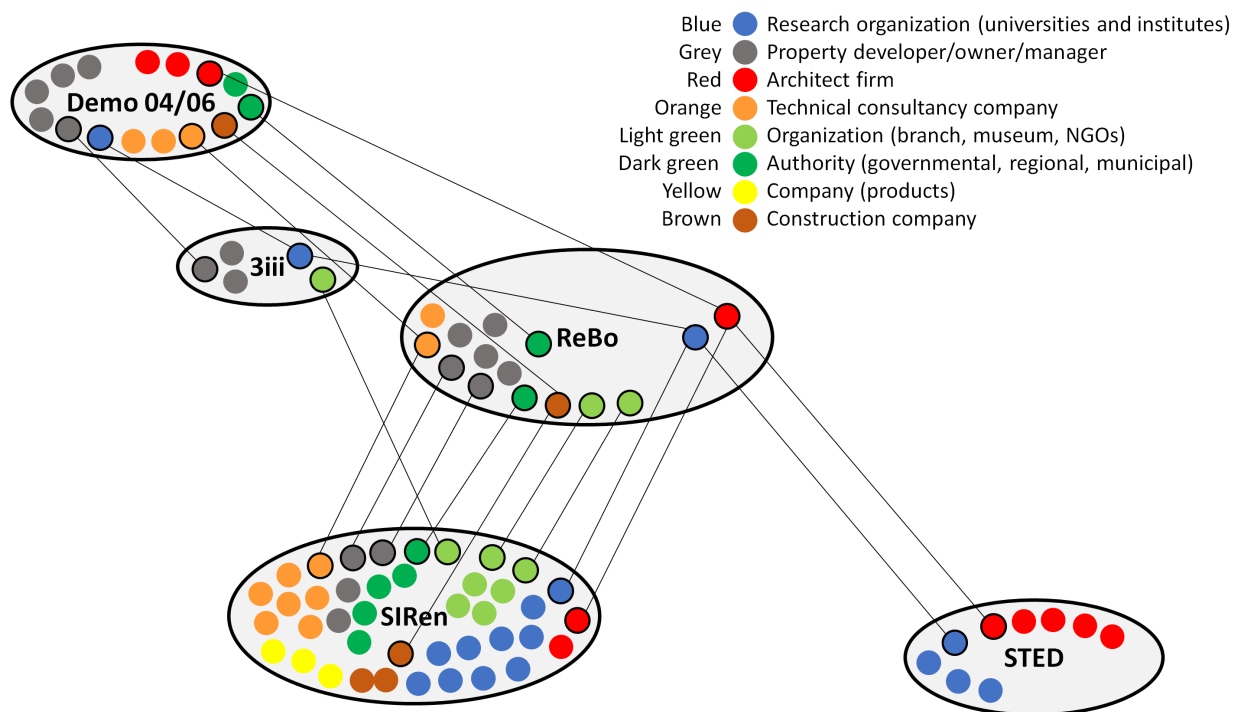 Blue Research organization (universities and institutes)
Grey Property developer/owner/manager
Red Architect firm
Orange Technical consultancy company
Light green Organization (branch, museum, NGOs)
Dark green Authority (governmental, regional, municipal)
Yellow Company (products)
Brown Construction company
Demo 04/06
3iii
ReBo
SIRen
STED